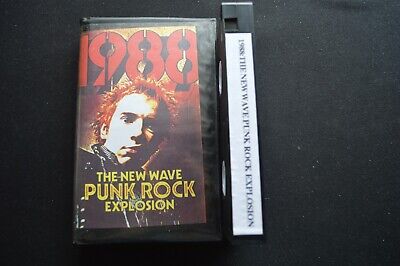 1988
THE NEW WAVE
PUNK ROCK
EXPLOSION
1988:THE NEW WAVE PUNK ROCK EXPLOSION